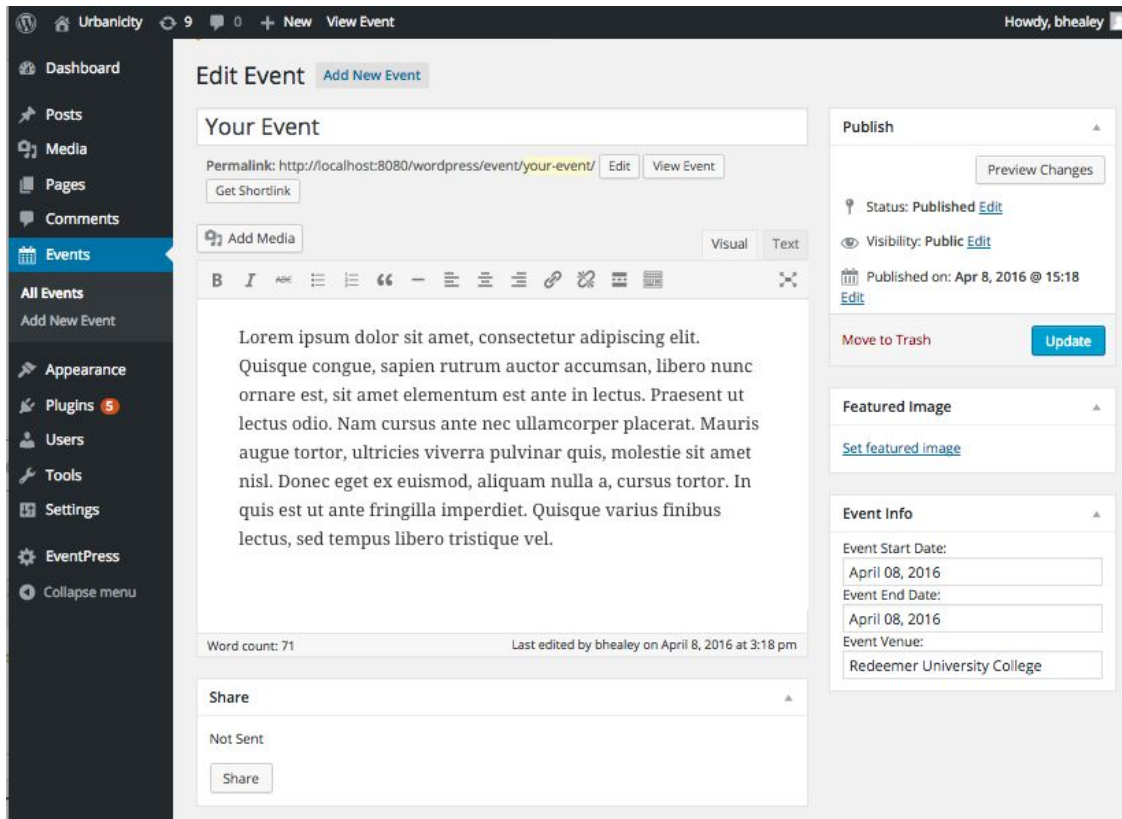 Urbanicity 9 0 + New View Event Howdy, bhealey
Dashboard
Posts
Media
Pages
Comments
Events
All Events
Add New Event
Appearance
Plugins 5
Users
Tools
Settings
EventPress
Collapse menu
Edit Event Add New Event
Your Event
Permalink: http://localhost:8080/wordpress/event/your-event/ Edit View Event
Get Shortlink
Add Media
Visual Text
B I ABC
Lorem ipsum dolor sit amet, consectetur adipiscing elit.
Quisque congue, sapien rutrum auctor accumsan, libero nunc
ornare est, sit amet elementum est ante in lectus. Praesent ut
lectus odio. Nam cursus ante nec ullamcorper placerat. Mauris
augue tortor, ultricies viverra pulvinar quis, molestie sit amet
nisl. Donec eget ex euismod, aliquam nulla a, cursus tortor. In
quis est ut ante fringilla imperdiet. Quisque varius finibus
lectus, sed tempus libero tristique vel.
Word count: 71 Last edited by bhealey on April 8, 2016 at 3:18 pm
Share
Not Sent
Share
Publish
Preview Changes
Status: Published Edit
Visibility: Public Edit
Published on: Apr 8, 2016 @ 15:18
Edit
Move to Trash Update
Featured Image
Set featured image
Event Info
Event Start Date:
April 08, 2016
Event End Date:
April 08, 2016
Event Venue:
Redeemer University College